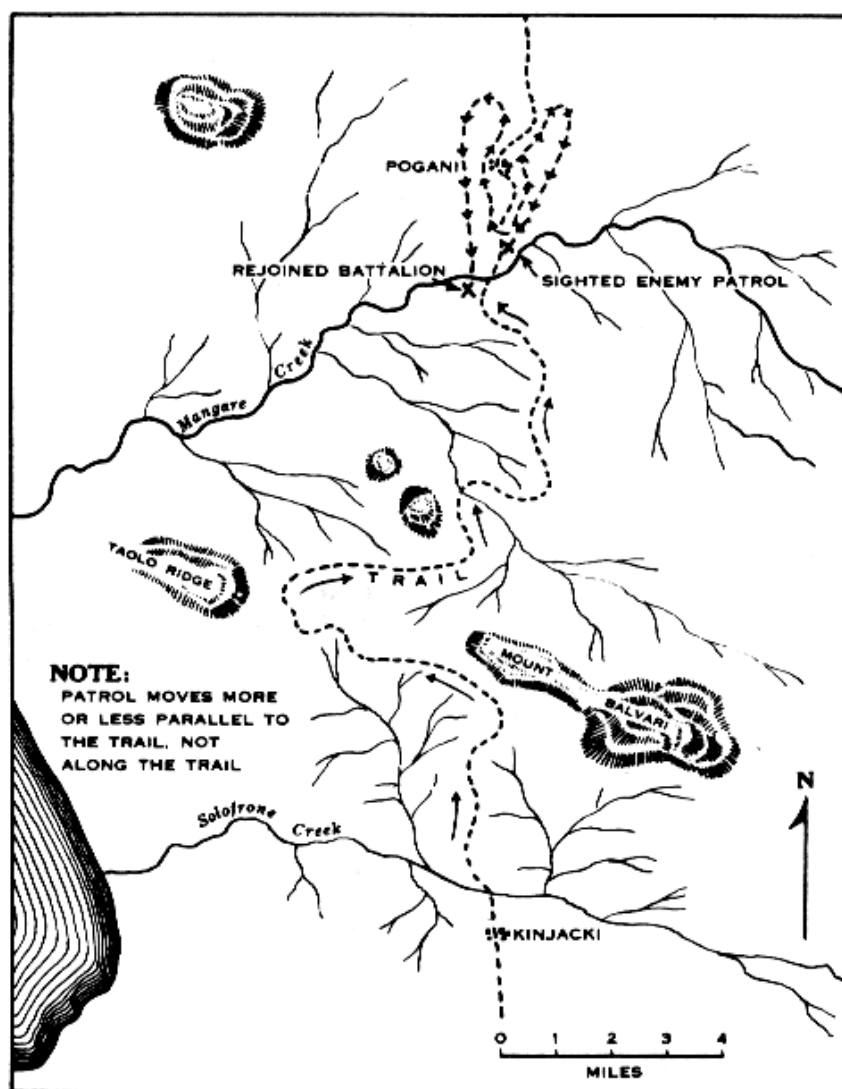 POGANI
REJOINED BATTALION
SIGHTED ENEMY PATROL
Mangare Creek
TAOLO RIDGE
TRAIL
MOUNT
BALVARI
NOTE:
PATROL MOVES MORE
OR LESS PARALLEL TO
THE TRAIL, NOT
ALONG THE TRAIL
N
Solofrone Creek
KINJACKI
0 1 2 3 4
MILES